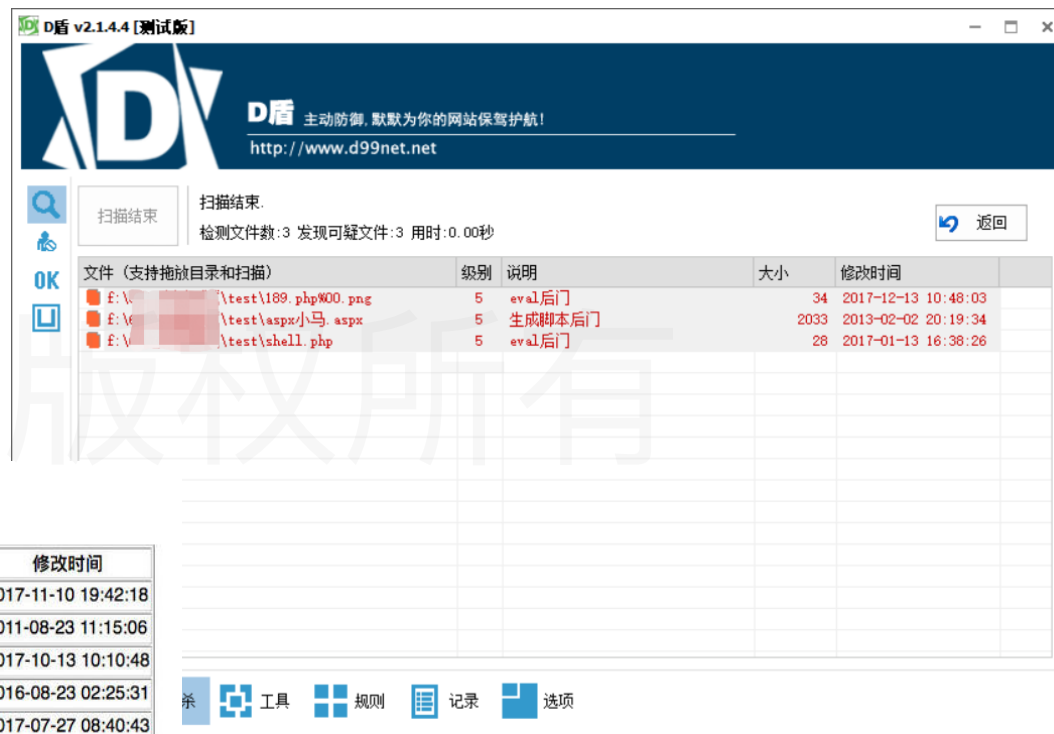 D盾 v2.1.4.4 [测试版]
D盾 主动防御,默默为你的网站保驾护航!
http://www.d99net.net
扫描结束
扫描结束.
检测文件数:3 发现可疑文件:3 用时:0.00秒
返回
文件 (支持拖放目录和扫描) 级别 说明 大小 修改时间
f:\ \test\189.php%00.png 5 eval后门 34 2017-12-13 10:48:03
f:\ \test\aspx小马.aspx 5 生成脚本后门 2033 2013-02-02 20:19:34
f:\ \test\shell.php 5 eval后门 28 2017-01-13 16:38:26
OK
版权所有
修改时间
017-11-10 19:42:18
011-08-23 11:15:06
017-10-13 10:10:48
016-08-23 02:25:31
017-07-27 08:40:43
杀 工具 规则 记录 选项